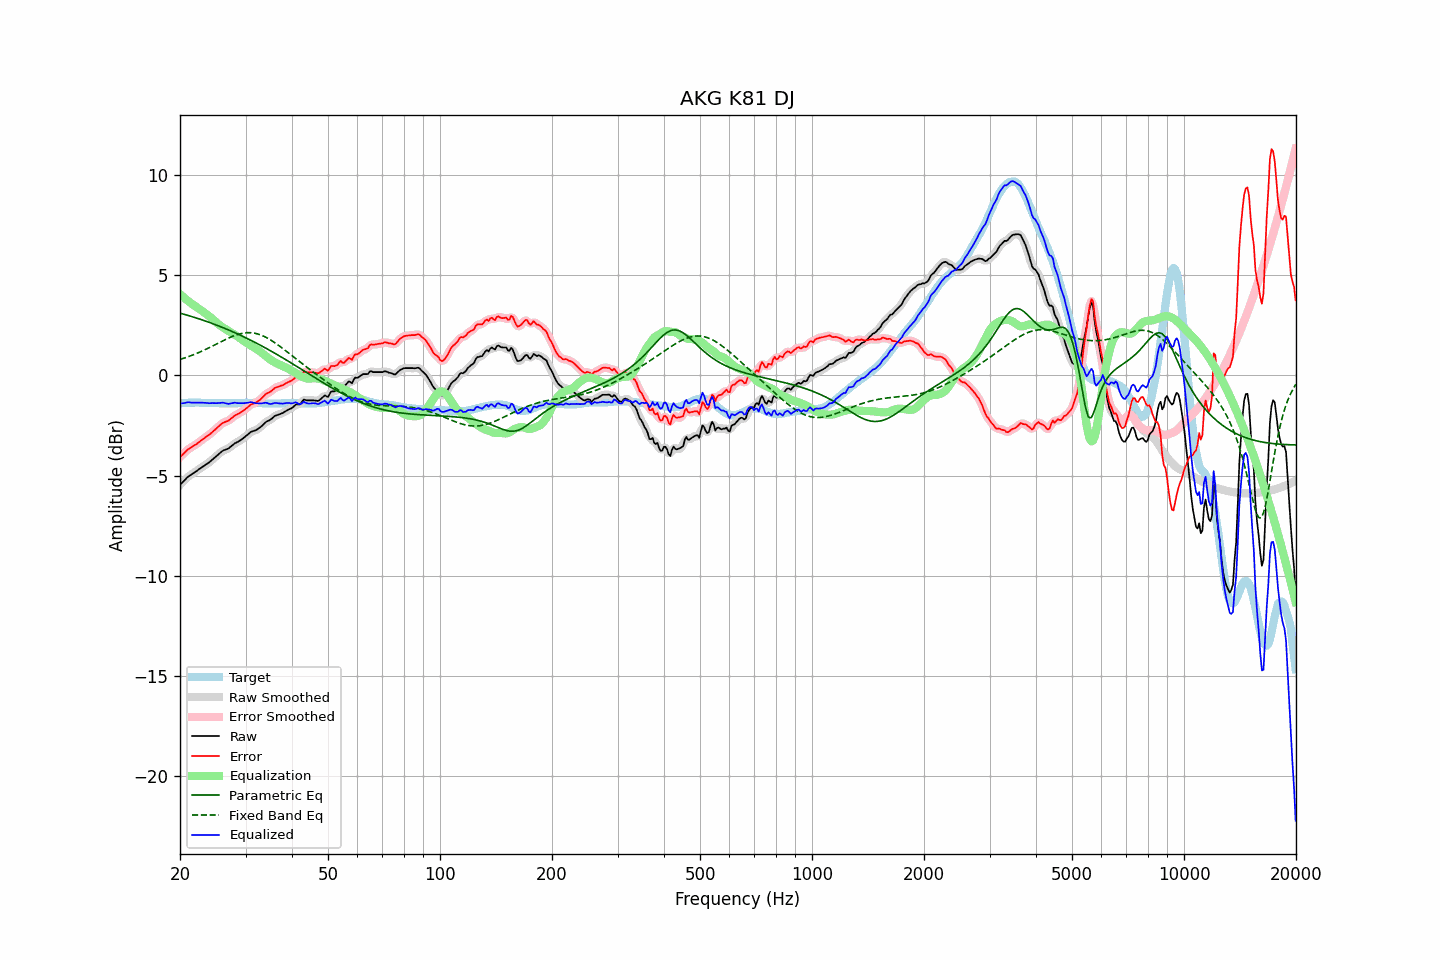 AKG K81 DJ
10
5
0
−5
−10
−15
−20
Amplitude (dBr)
Target
Raw Smoothed
Error Smoothed
Raw
Error
Equalization
Parametric Eq
Fixed Band Eq
Equalized
20 50 100 200 500 1000 2000 5000 10000 20000
Frequency (Hz)